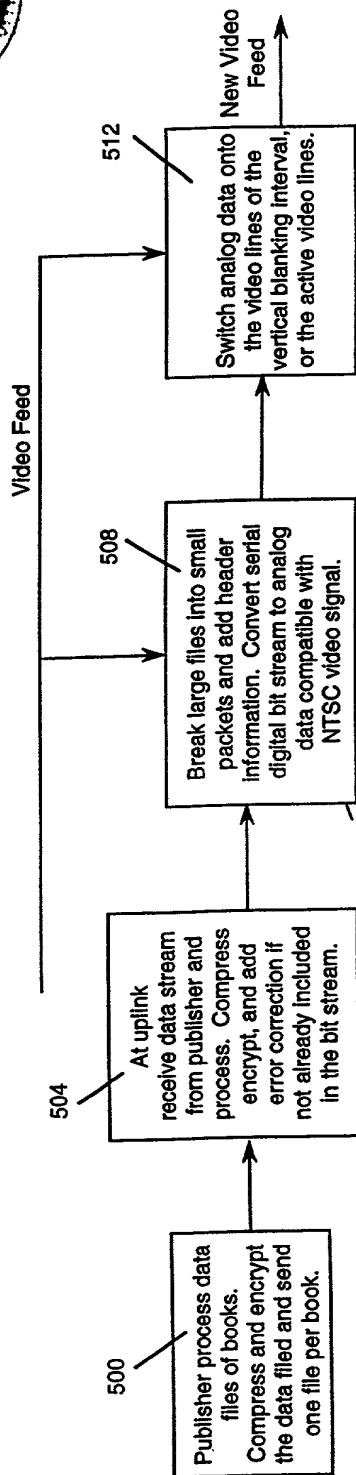 500
Publisher process data
files of books.
Compress and encrypt
the data filed and send
one file per book.
504
At uplink
receive data stream
from publisher and
process. Compress
encrypt, and add
error correction if
not already included
in the bit stream.
Video Feed
508
Break large files into small
packets and add header
information. Convert serial
digital bit stream to analog
data compatible with
NTSC video signal.
512
Switch analog data onto
the video lines of the
vertical blanking interval,
or the active video lines.
New Video
Feed